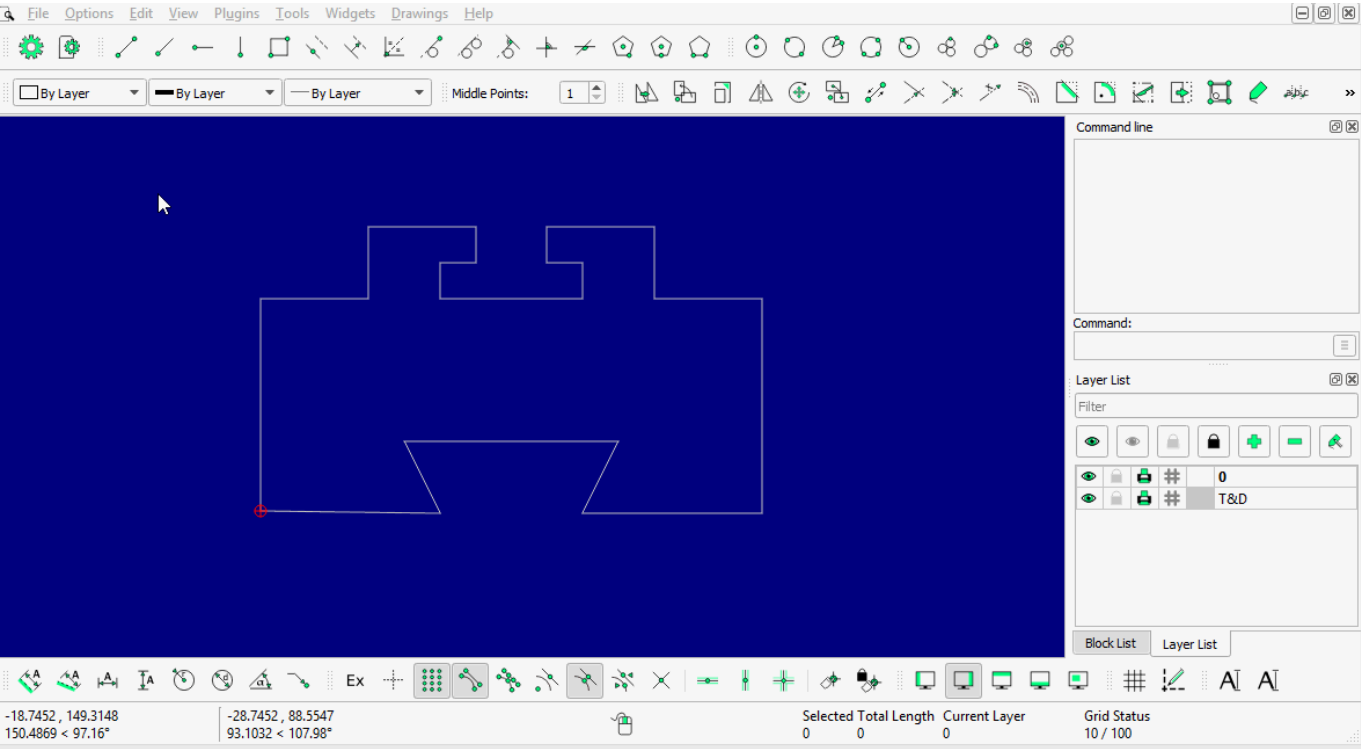 File Options Edit View Plugins Tools Widgets Drawings Help
By Layer By Layer By Layer Middle Points: 1 abc »
Command line
Command:
Layer List
Filter
0
T&D
Block List Layer List
A A A Ex A A
-18.7452 , 149.3148 -28.7452 , 88.5547 Selected Total Length Current Layer Grid Status
150.4869 < 97.16° 93.1032 < 107.98° 0 0 0 10 / 100